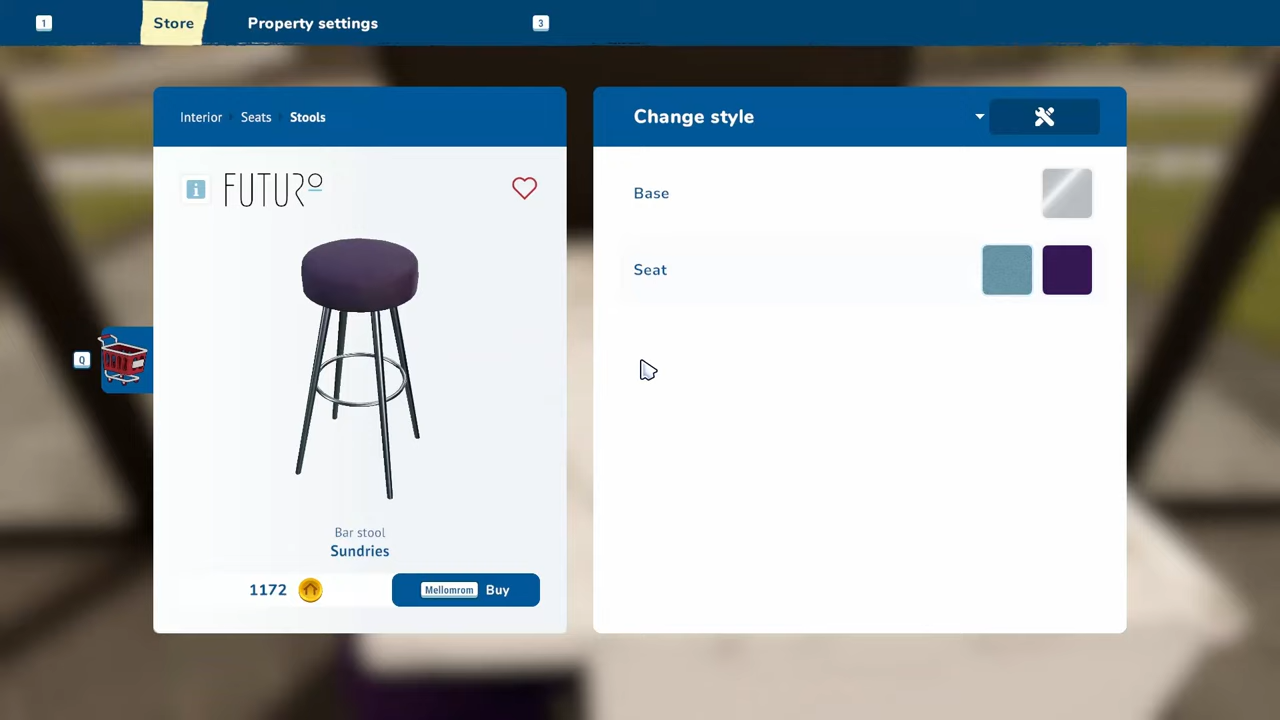 1 Store Property settings 3
Interior Seats Stools
i FUTURO
Bar stool
Sundries
1172 Mellomrom Buy
Q
Change style
Base
Seat